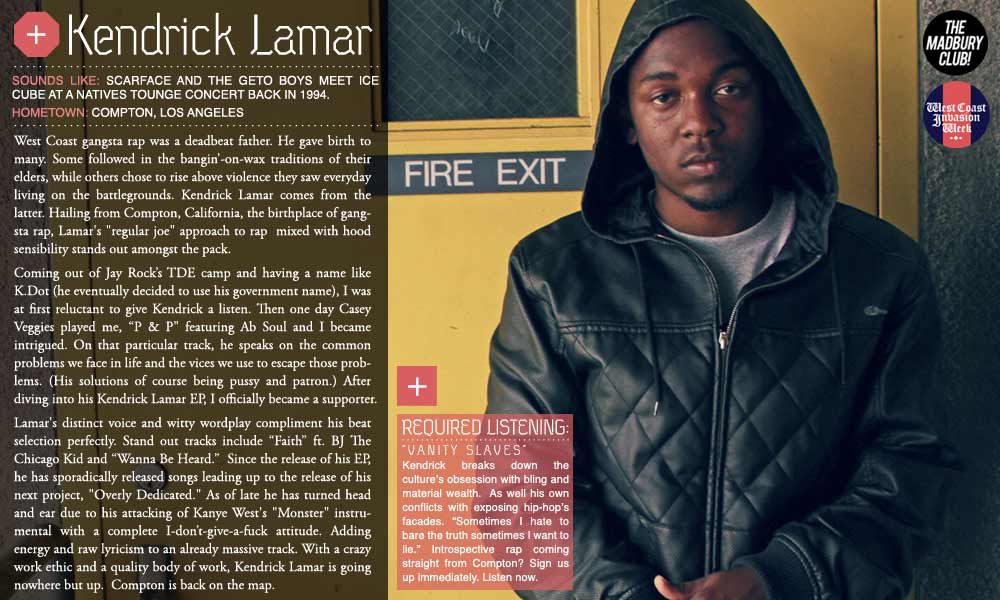 Kendrick Lamar
SOUNDS LIKE: SCARFACE AND THE GETO BOYS MEET ICE
CUBE AT A NATIVES TOUNGE CONCERT BACK IN 1994.
HOMETOWN: COMPTON, LOS ANGELES
West Coast gangsta rap was a deadbeat father. He gave birth to
many. Some followed in the bangin'-on-wax traditions of their
elders, while others chose to rise above violence they saw everyday
living on the battlegrounds. Kendrick Lamar comes from the
latter. Hailing from Compton, California, the birthplace of gang-
sta rap, Lamar's "regular joe" approach to rap mixed with hood
sensibility stands out amongst the pack.
Coming out of Jay Rock's TDE camp and having a name like
K.Dot (he eventually decided to use his government name), I was
at first reluctant to give Kendrick a listen. Then one day Casey
Veggies played me, “P & P” featuring Ab Soul and I became
intrigued. On that particular track, he speaks on the common
problems we face in life and the vices we use to escape those prob-
lems. (His solutions of course being pussy and patron.) After
diving into his Kendrick Lamar EP, I officially became a supporter.
Lamar's distinct voice and witty wordplay compliment his beat
selection perfectly. Stand out tracks include “Faith” ft. BJ The
Chicago Kid and “Wanna Be Heard.” Since the release of his EP,
he has sporadically released songs leading up to the release of his
next project, "Overly Dedicated." As of late he has turned head
and ear due to his attacking of Kanye West's "Monster" instru-
mental with a complete I-don't-give-a-fuck attitude. Adding
energy and raw lyricism to an already massive track. With a crazy
work ethic and a quality body of work, Kendrick Lamar is going
nowhere but up. Compton is back on the map.
FIRE EXIT
REQUIRED LISTENING:
"VANITY SLAVES"
Kendrick breaks down the
culture's obsession with bling and
material wealth. As well his own
conflicts with exposing hip-hop's
facades. “Sometimes I hate to
bare the truth sometimes I want to
lie.” Introspective rap coming
straight from Compton? Sign us
up immediately. Listen now.
THE
MADBURY
CLUB!
West Coast
Invasion
Week